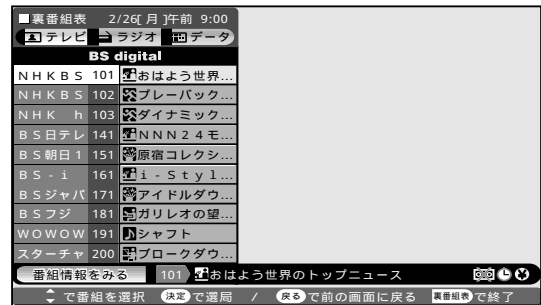 ■裏番組表 2/26[月]午前 9:00
テレビ ラジオ データ
BS digital
NHKBS 101 おはよう世界...
NHKBS 102 プレーバック...
NHK h 103 ダイナミック...
BS日テレ 141 NNN24モ...
BS朝日1 151 原宿コレクシ...
BS-i 161 i-Styl...
BSジャパ 171 アイドルダウ...
BSフジ 181 ガリレオの望...
WOWOW 191 シャフト
スターチャ 200 ブロークダウ...
番組情報をみる 101 おはよう世界のトップニュース
で番組を選択 決定で選局 / 戻るで前の画面に戻る 裏番組表で終了